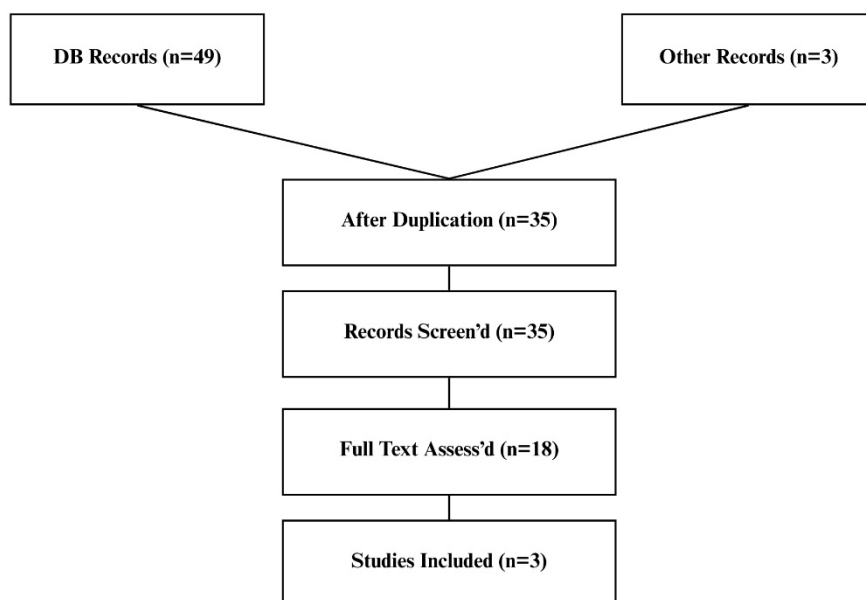 DB Records (n=49)
Other Records (n=3)
After Duplication (n=35)
Records Screen’d (n=35)
Full Text Assess’d (n=18)
Studies Included (n=3)